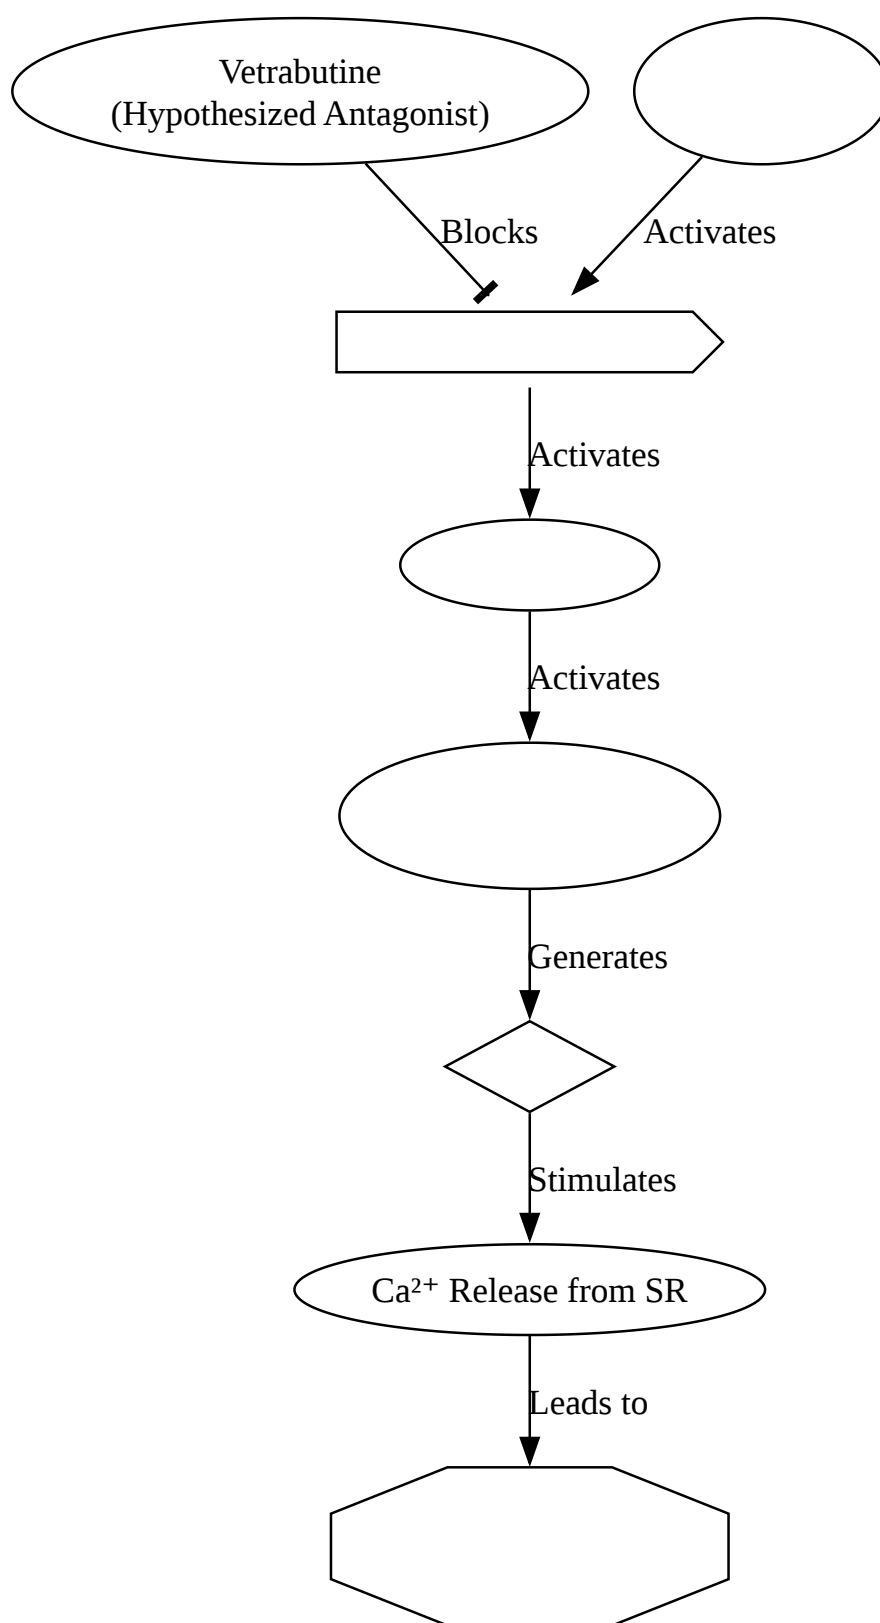 Vetrabutine
(Hypothesized Antagonist)
Blocks
Activates
Activates
Activates
Generates
Stimulates
Ca²⁺ Release from SR
Leads to